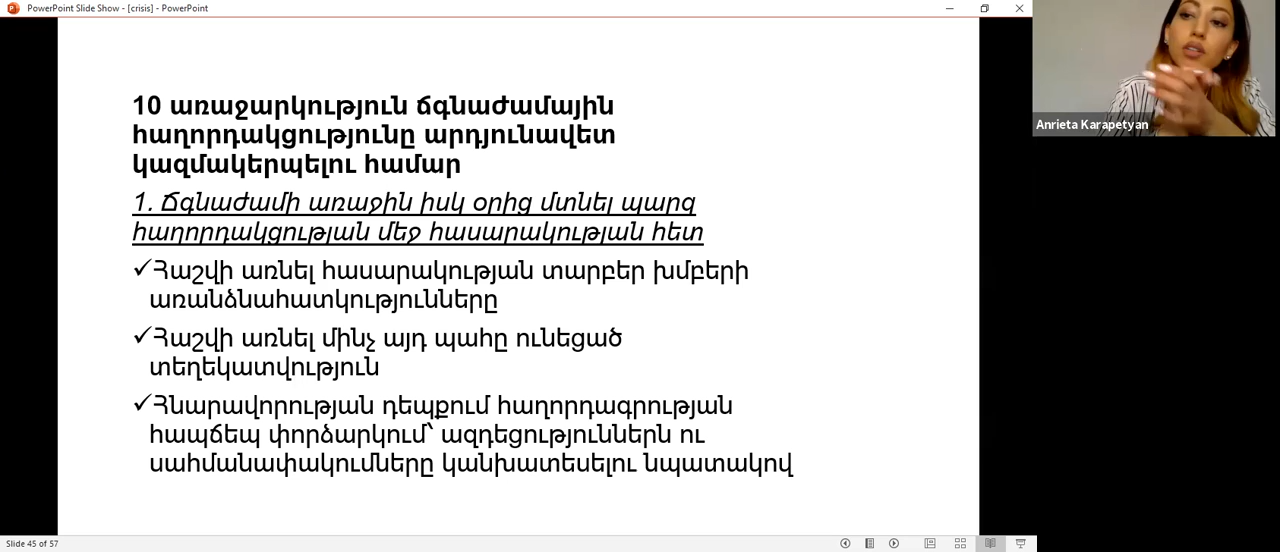 PowerPoint Slide Show - [crisis] - PowerPoint
Anrieta Karapetyan
10 առաջարկություն ճգնաժամային
հաղորդակցությունը արդյունավետ
կազմակերպելու համար
1. Ճգնաժամի առաջին իսկ օրից մտնել պարզ
հաղորդակցության մեջ հասարակության հետ
✓Հաշվի առնել հասարակության տարբեր խմբերի
առանձնահատկությունները
✓Հաշվի առնել մինչ այդ պահը ունեցած
տեղեկատվություն
✓Հնարավորության դեպքում հաղորդագրության
հապճեպ փորձարկում՝ ազդեցություններն ու
սահմանափակումները կանխատեսելու նպատակով
Slide 45 of 57